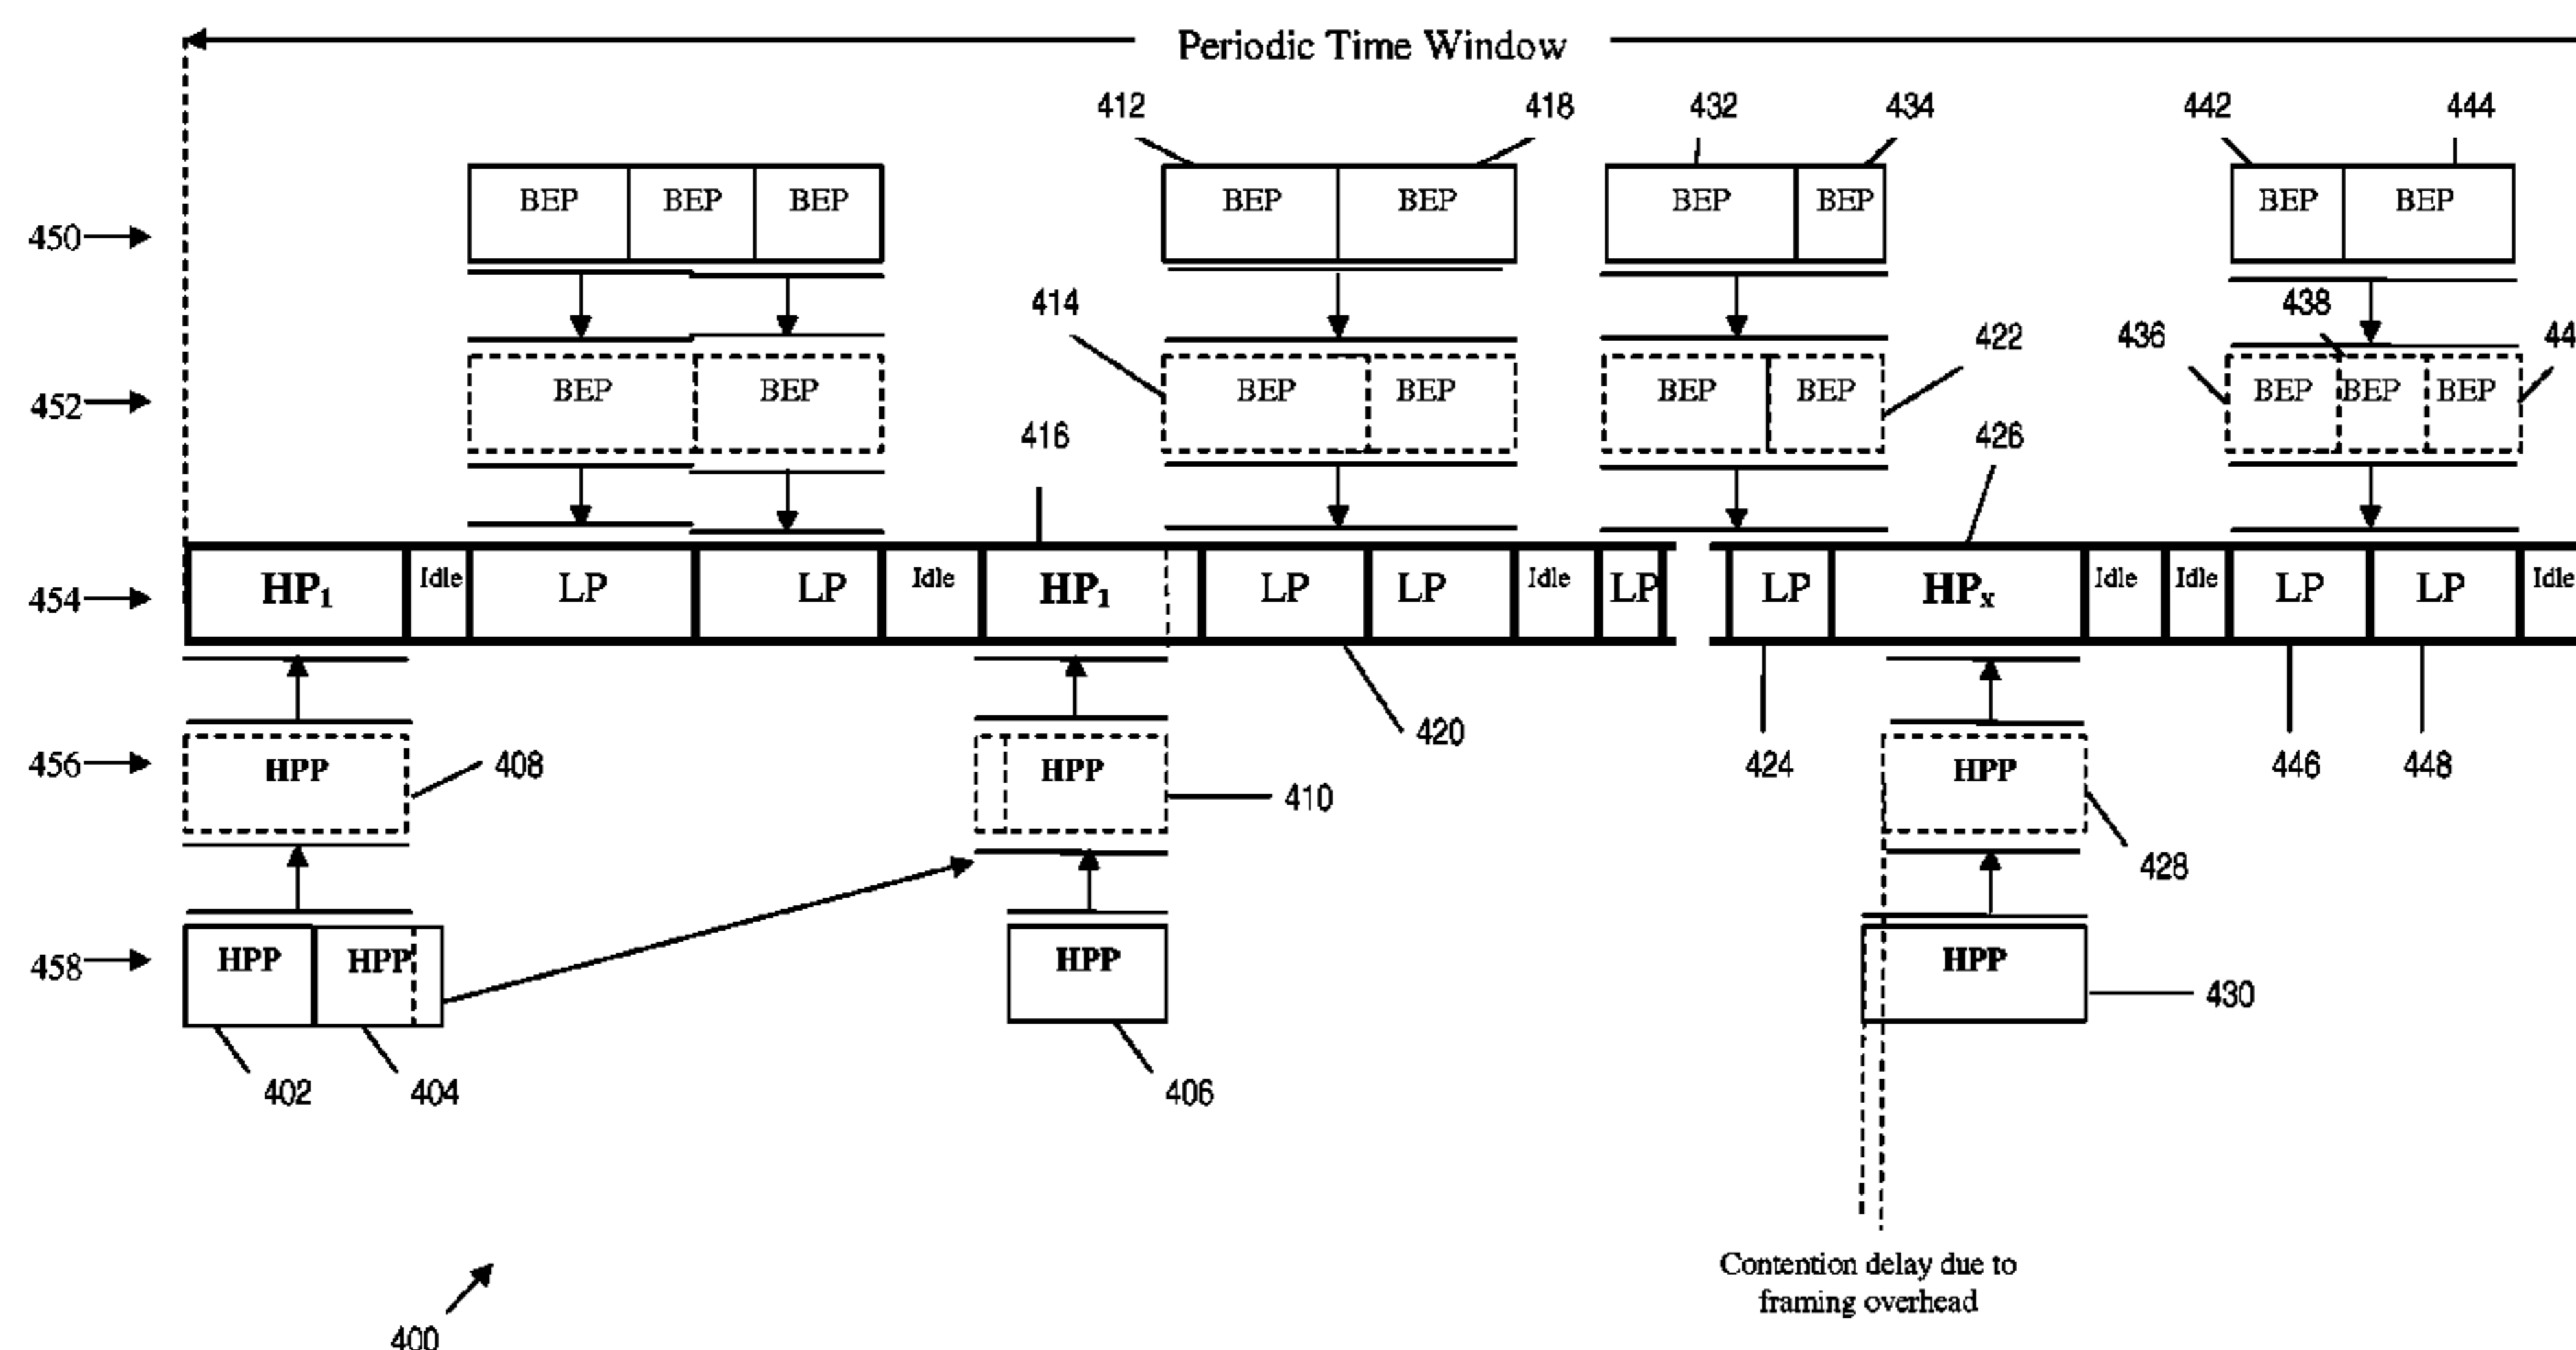 Periodic Time Window
412 418 432 434 442 444
BEP BEP BEP BEP BEP BEP BEP BEP BEP
450
414 438
436 422
BEP BEP BEP BEP BEP BEP BEP BEP BEP
452
416 426
HP₁ Idle LP LP Idle HP₁ LP LP Idle LP LP HPₓ Idle Idle LP LP Idle
454
420
456 HPP 408 HPP 410 HPP 424 446 448
428
458 HPP HPP HPP HPP 430
402 404 406
Contention delay due to
framing overhead
400